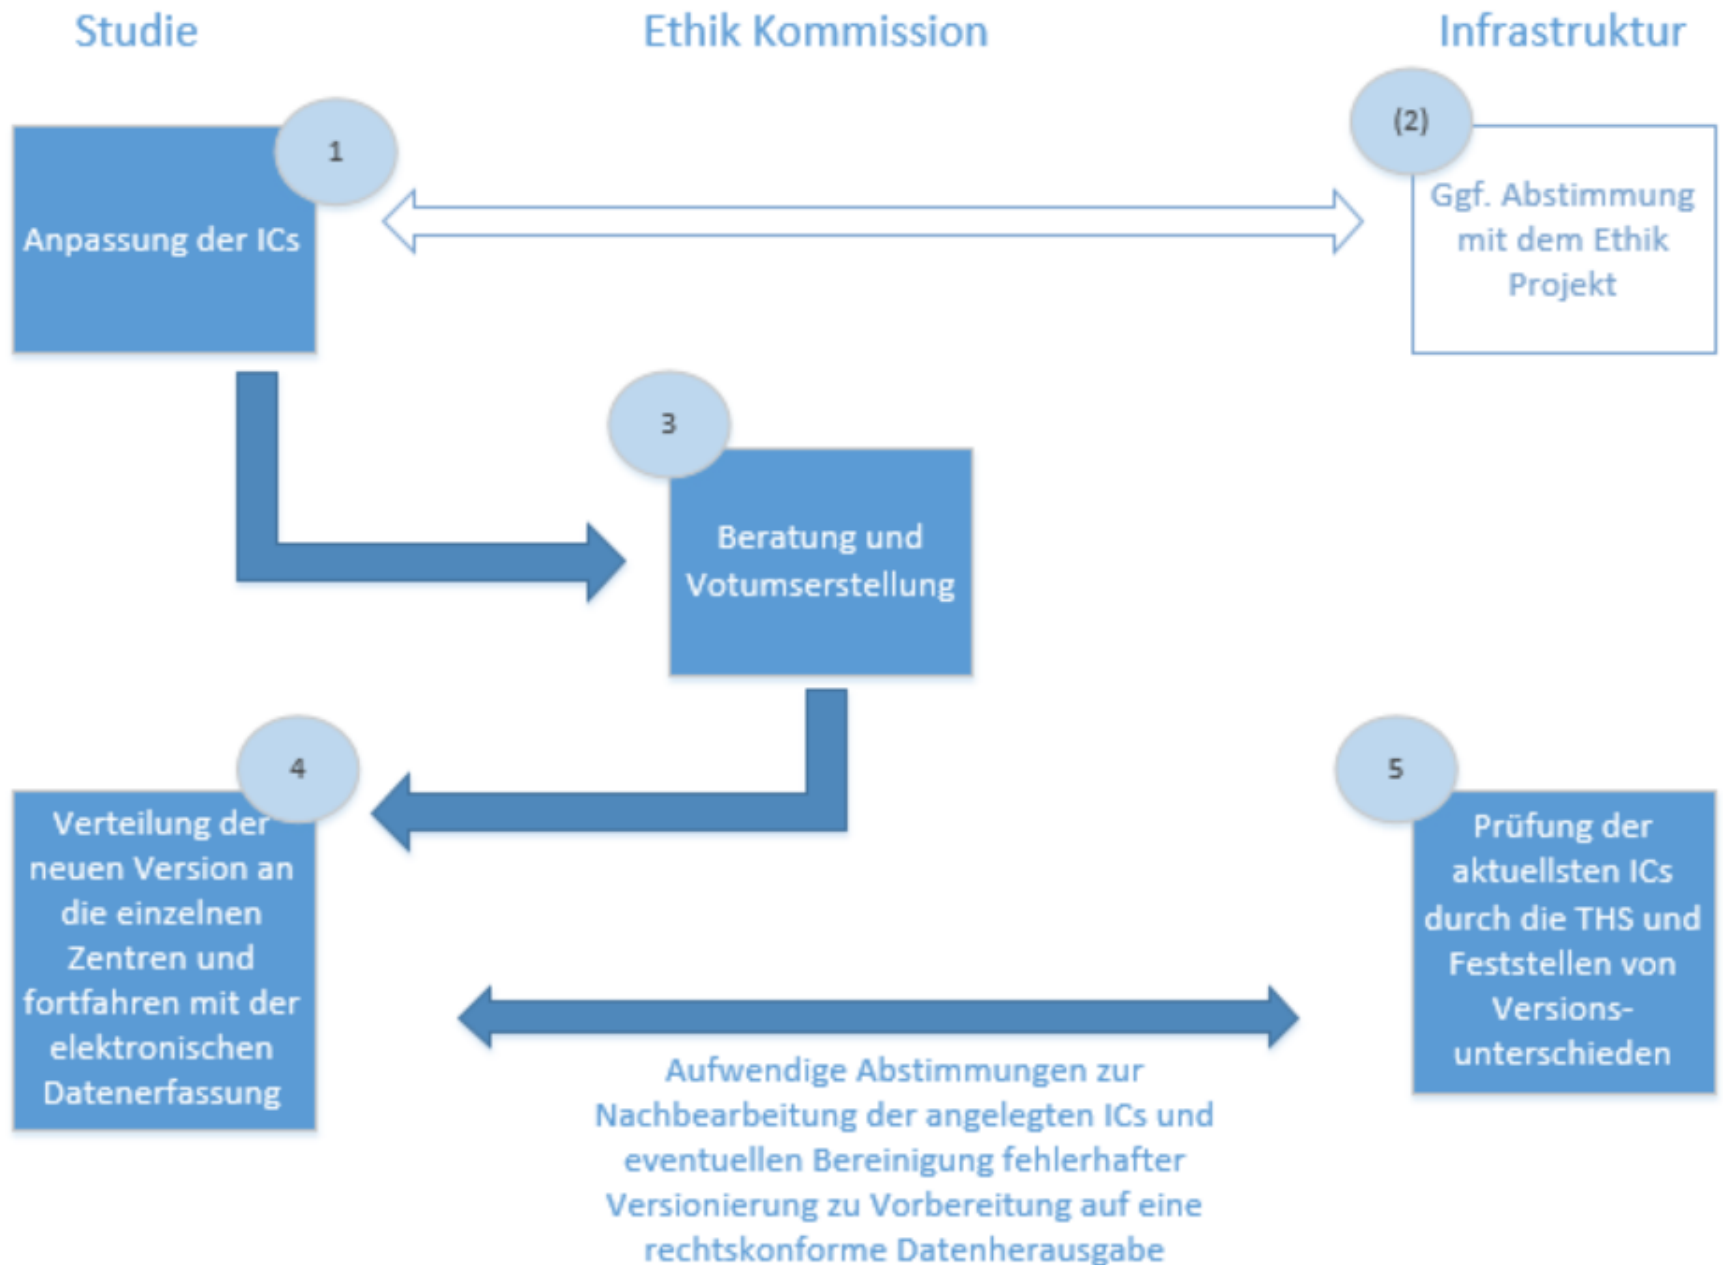 Studie
Ethik Kommission
Infrastruktur
1
Anpassung der ICs
(2)
Ggf. Abstimmung
mit dem Ethik
Projekt
3
Beratung und
Votumserstellung
4
Verteilung der
neuen Version an
die einzelnen
Zentren und
fortfahren mit der
elektronischen
Datenerfassung
5
Prüfung der
aktuellsten ICs
durch die THS und
Feststellen von
Versions-
unterschieden
Aufwendige Abstimmungen zur
Nachbearbeitung der angelegten ICs und
eventuellen Bereinigung fehlerhafter
Versionierung zu Vorbereitung auf eine
rechtskonforme Datenherausgabe